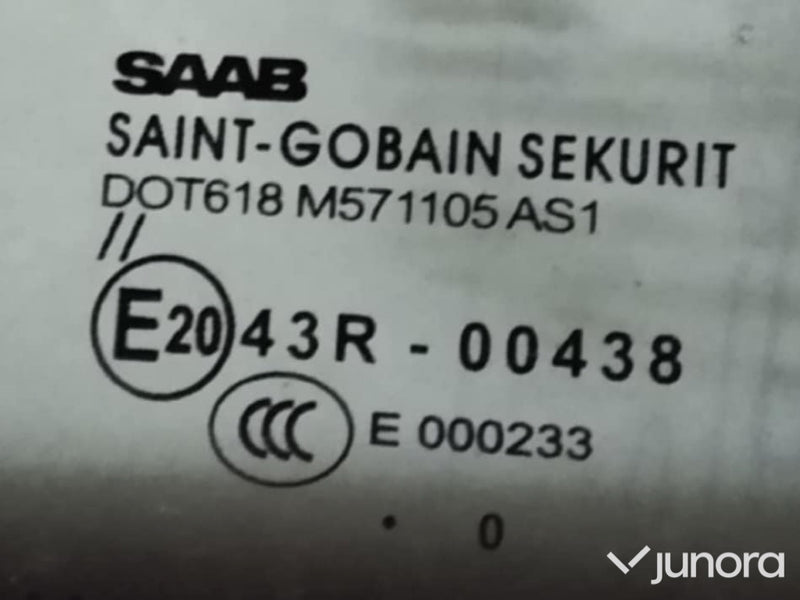 SAAB
SAINT-GOBAIN SEKURIT
DOT618 M571105 AS1
//
E20 43R - 00438
CCC E 000233
· 0
junora